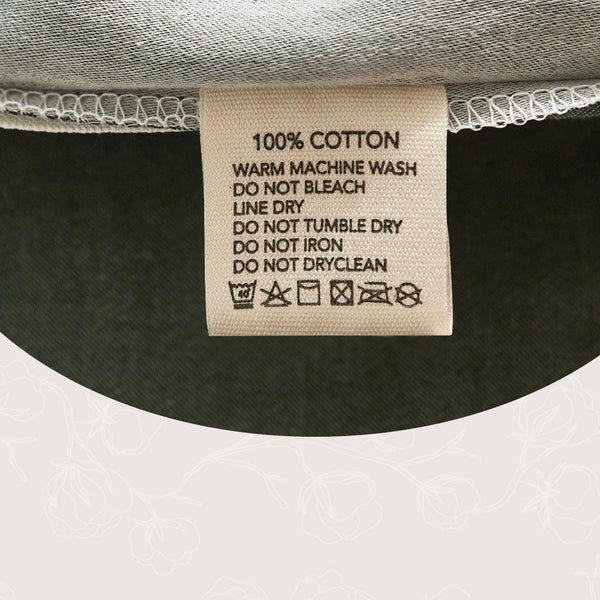 100% COTTON
WARM MACHINE WASH
DO NOT BLEACH
LINE DRY
DO NOT TUMBLE DRY
DO NOT IRON
DO NOT DRYCLEAN
40°